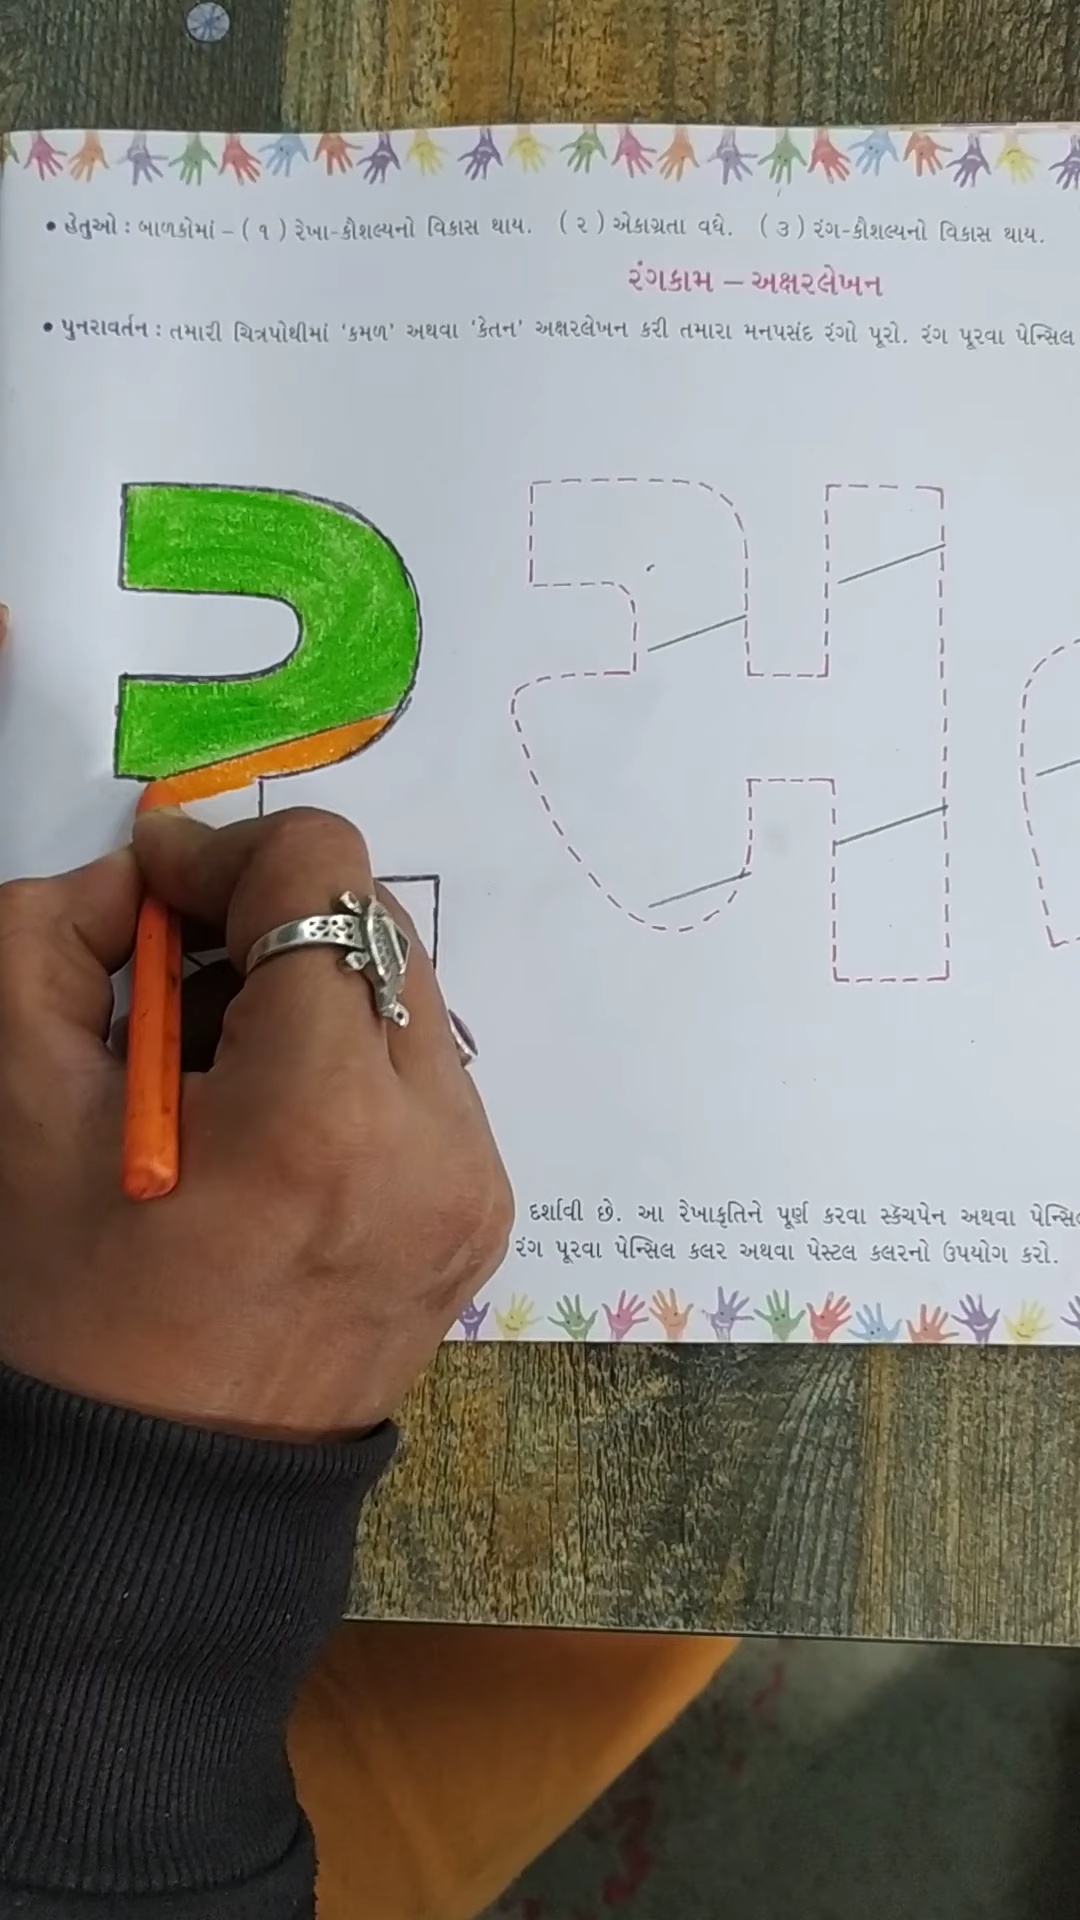 • હેતુઓ : બાળકોમાં – ( ૧ ) રેખા-કૌશલ્યનો વિકાસ થાય. ( ૨ ) એકાગ્રતા વધે. ( ૩ ) રંગ-કૌશલ્યનો વિકાસ થાય.
રંગકામ – અક્ષરલેખન
• પુનરાવર્તન : તમારી ચિત્રપોથીમાં ‘કમળ’ અથવા ‘કેતન’ અક્ષરલેખન કરી તમારા મનપસંદ રંગો પૂરો. રંગ પૂરવા પેન્સિલ
દર્શાવી છે. આ રેખાકૃતિને પૂર્ણ કરવા સ્કૅચપેન અથવા પેન્સિલ
રંગ પૂરવા પેન્સિલ કલર અથવા પેસ્ટલ કલરનો ઉપયોગ કરો.